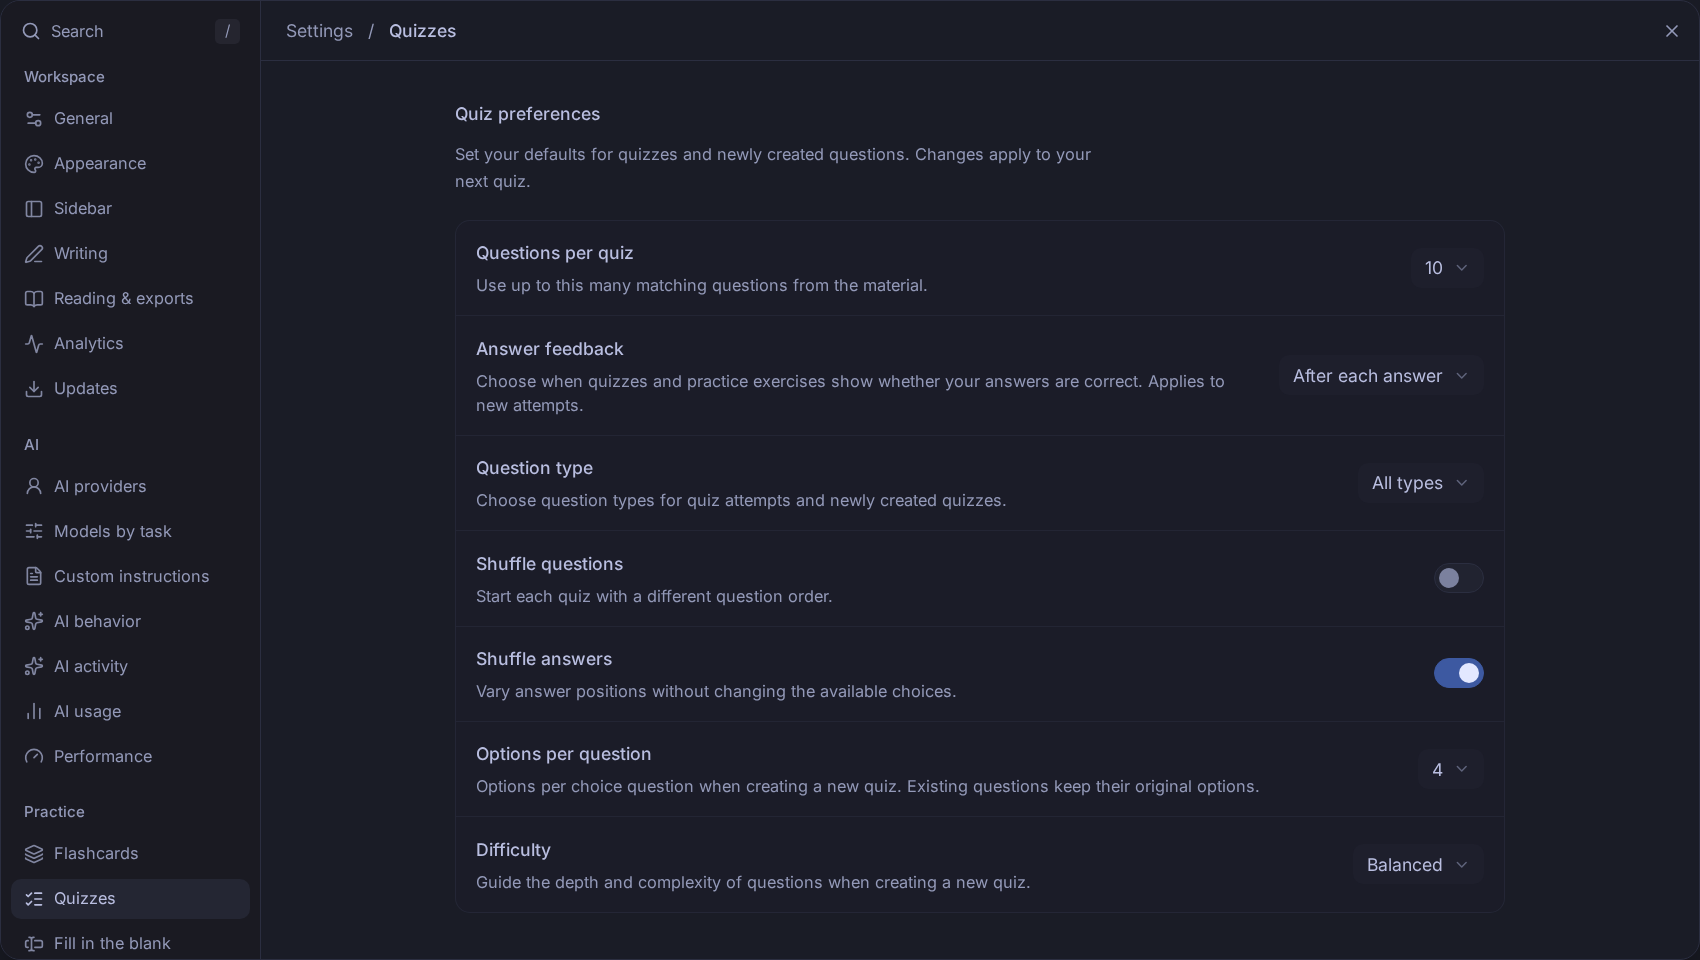 Search
/
Workspace
General
Appearance
Sidebar
Writing
Reading & exports
Analytics
Updates
AI
AI providers
Models by task
Custom instructions
AI behavior
AI activity
AI usage
Performance
Practice
Flashcards
Quizzes
Fill in the blank
Settings / Quizzes
Quiz preferences
Set your defaults for quizzes and newly created questions. Changes apply to your
next quiz.
Questions per quiz
Use up to this many matching questions from the material.
10
Answer feedback
Choose when quizzes and practice exercises show whether your answers are correct. Applies to
new attempts.
After each answer
Question type
Choose question types for quiz attempts and newly created quizzes.
All types
Shuffle questions
Start each quiz with a different question order.
Shuffle answers
Vary answer positions without changing the available choices.
Options per question
Options per choice question when creating a new quiz. Existing questions keep their original options.
4
Difficulty
Guide the depth and complexity of questions when creating a new quiz.
Balanced